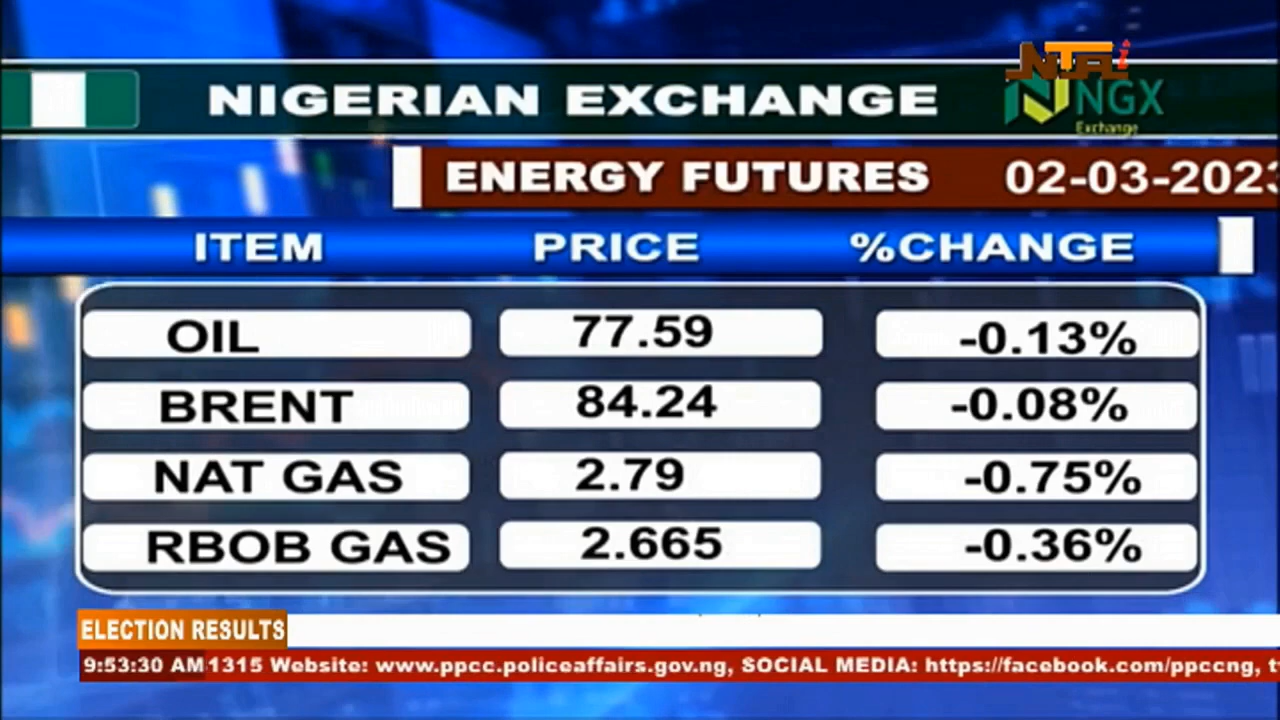 NTA i
NIGERIAN EXCHANGE
NGX
Exchange
ENERGY FUTURES 02-03-2023
ITEM PRICE %CHANGE
OIL 77.59 -0.13%
BRENT 84.24 -0.08%
NAT GAS 2.79 -0.75%
RBOB GAS 2.665 -0.36%
ELECTION RESULTS
9:53:30 AM 1315 Website: www.ppcc.policeaffairs.gov.ng, SOCIAL MEDIA: https://facebook.com/ppccng,